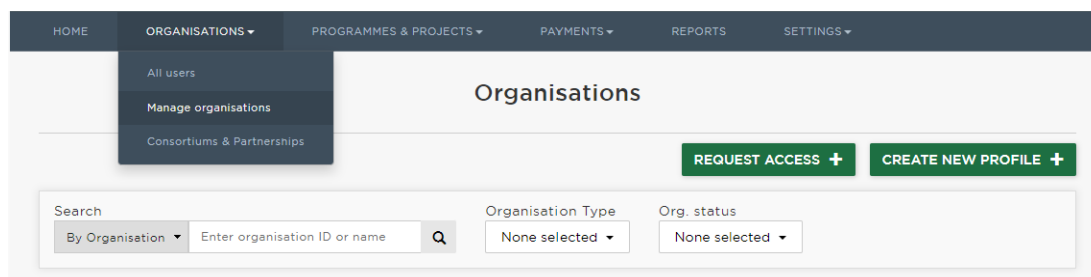 HOME ORGANISATIONS PROGRAMMES & PROJECTS PAYMENTS REPORTS SETTINGS
All users
Manage organisations
Consortiums & Partnerships
Organisations
REQUEST ACCESS + CREATE NEW PROFILE +
Search Organisation Type Org. status
By Organisation Enter organisation ID or name None selected None selected